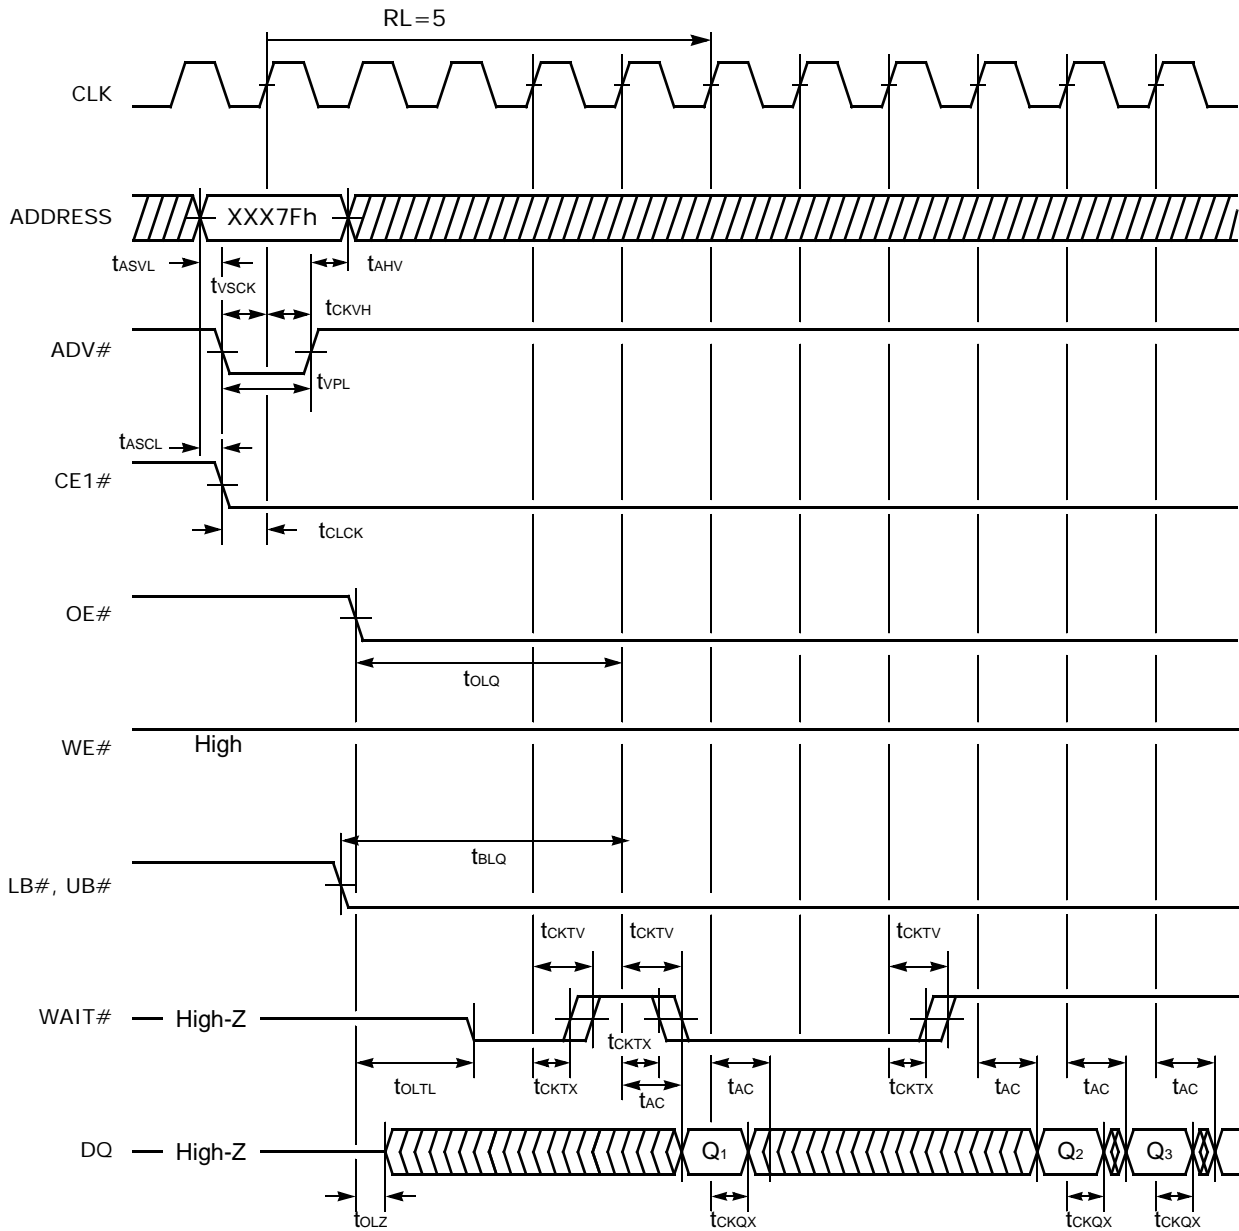 RL=5
CLK
ADDRESS XXX7Fh
tASVL tVSCK tAHV
tCKVH
ADV#
tVPL
tASCL
CE1#
tCLCK
OE#
tOLQ
WE# High
tBLQ
LB#, UB#
tCKTV tCKTV tCKTV
WAIT# High-Z
tCKTX
tOLTL tCKTX tAC tAC tCKTX tAC tAC tAC
DQ High-Z Q1 Q2 Q3
tOLZ tCKQX tCKQX tCKQX